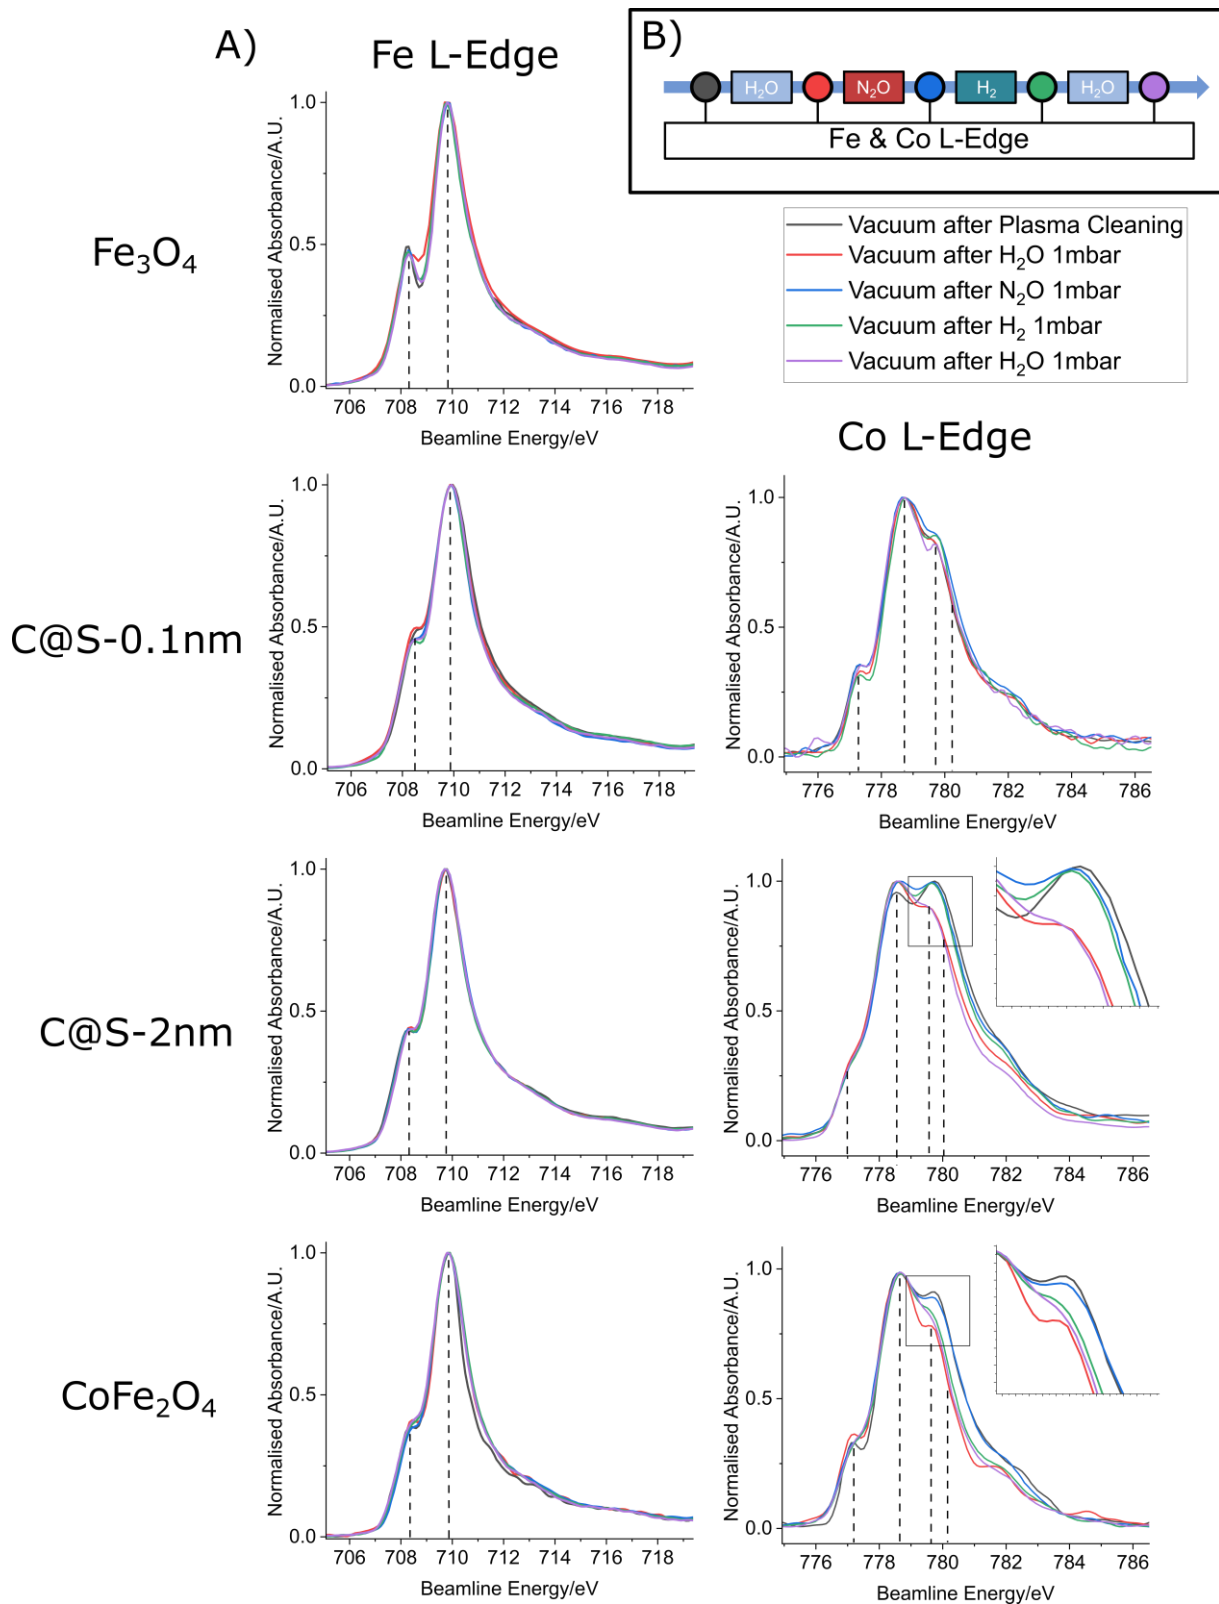 A)
Fe L-Edge
B)
H₂O N₂O H₂ H₂O
Fe & Co L-Edge
Vacuum after Plasma Cleaning
Vacuum after H₂O 1mbar
Vacuum after N₂O 1mbar
Vacuum after H₂ 1mbar
Vacuum after H₂O 1mbar
Fe₃O₄
Normalised Absorbance/A.U.
1.0
0.5
0.0
706 708 710 712 714 716 718
Beamline Energy/eV
Co L-Edge
C@S-0.1nm
Normalised Absorbance/A.U.
1.0
0.5
0.0
706 708 710 712 714 716 718
Beamline Energy/eV
Normalised Absorbance/A.U.
1.0
0.5
0.0
776 778 780 782 784 786
Beamline Energy/eV
C@S-2nm
Normalised Absorbance/A.U.
1.0
0.5
0.0
706 708 710 712 714 716 718
Beamline Energy/eV
Normalised Absorbance/A.U.
1.0
0.5
0.0
776 778 780 782 784 786
Beamline Energy/eV
CoFe₂O₄
Normalised Absorbance/A.U.
1.0
0.5
0.0
706 708 710 712 714 716 718
Beamline Energy/eV
Normalised Absorbance/A.U.
1.0
0.5
0.0
776 778 780 782 784 786
Beamline Energy/eV